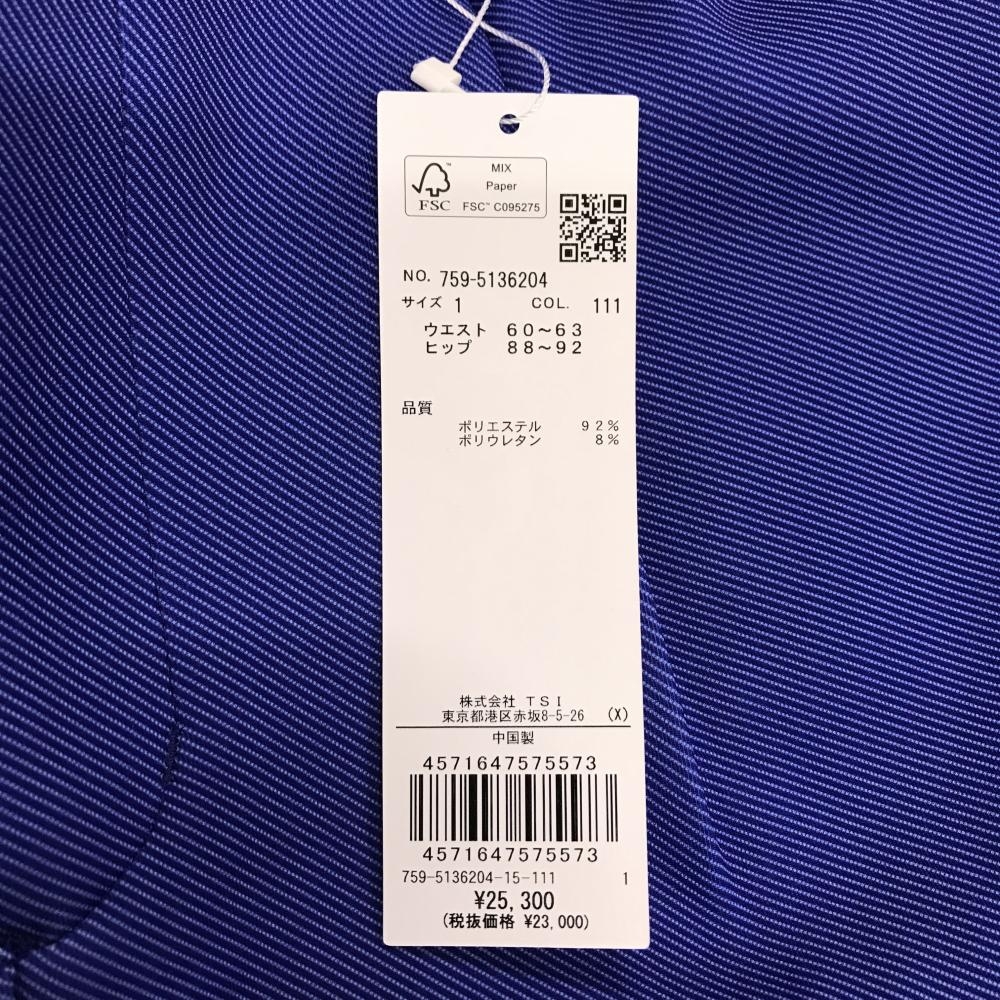 MIX
Paper
FSC™ C095275
FSC
NO. 759-5136204
サイズ 1 COL. 111
ウエスト 60~63
ヒップ 88~92
品質
ポリエステル 92%
ポリウレタン 8%
株式会社 TSI
東京都港区赤坂8-5-26 (X)
中国製
4571647575573
4571647575573
759-5136204-15-111 1
¥25,300
(税抜価格 ¥23,000)